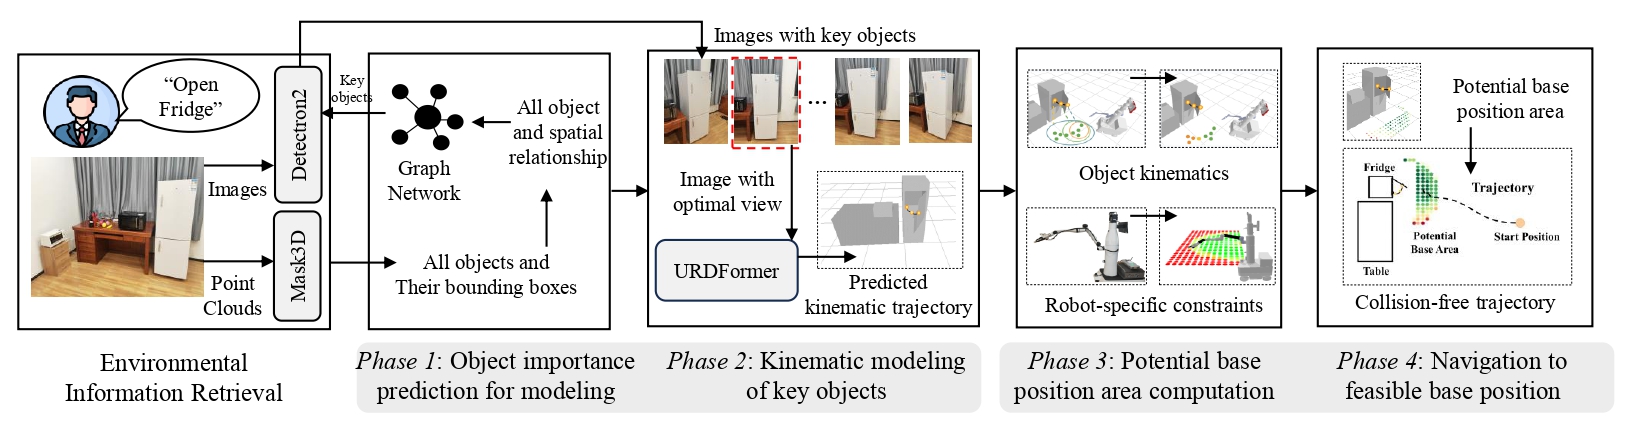 “Open
Fridge”
Images
Point
Clouds
Detectron2
Mask3D
Environmental
Information Retrieval
Key
objects
Graph
Network
All object
and spatial
relationship
All objects and
Their bounding boxes
Phase 1: Object importance
prediction for modeling
Images with key objects
...
Image with
optimal view
URDFormer
Predicted
kinematic trajectory
Phase 2: Kinematic modeling
of key objects
Object kinematics
Robot-specific constraints
Phase 3: Potential base
position area computation
Potential base
position area
Fridge
Trajectory
Potential
Base Area
Start Position
Table
Collision-free trajectory
Phase 4: Navigation to
feasible base position